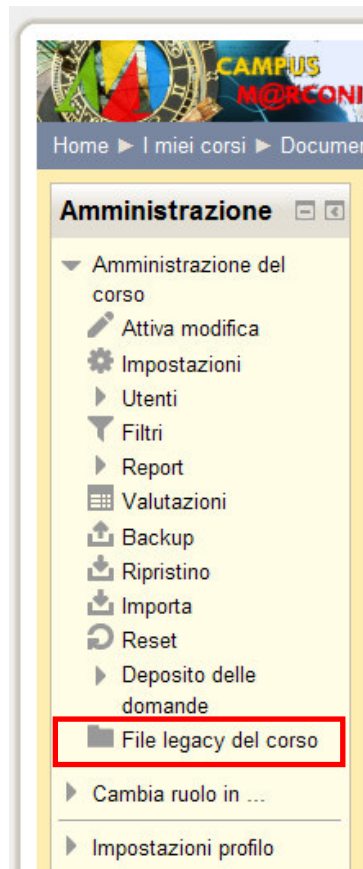 CAMPUS
M@RCONI
Home ► I miei corsi ► Docume
Amministrazione
Amministrazione del
corso
Attiva modifica
Impostazioni
Utenti
Filtri
Report
Valutazioni
Backup
Ripristino
Importa
Reset
Deposito delle
domande
File legacy del corso
Cambia ruolo in ...
Impostazioni profilo